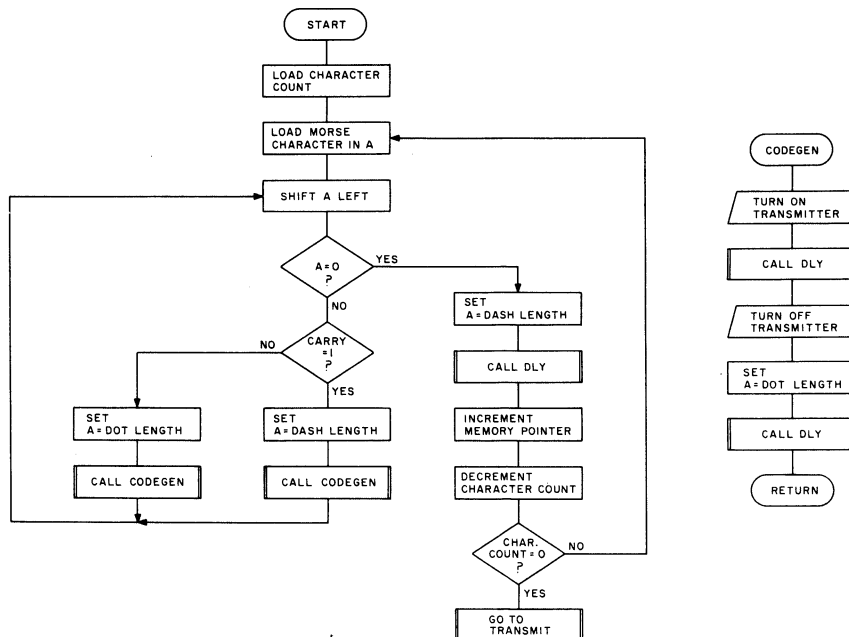 START
LOAD CHARACTER
COUNT
LOAD MORSE
CHARACTER IN A
SHIFT A LEFT
A=0
?
YES
NO
CARRY
=1
?
NO
YES
SET
A=DOT LENGTH
CALL CODEGEN
SET
A=DASH LENGTH
CALL CODEGEN
SET
A=DASH LENGTH
CALL DLY
INCREMENT
MEMORY POINTER
DECREMENT
CHARACTER COUNT
CHAR.
COUNT=0
?
NO
YES
GO TO
TRANSMIT
CODEGEN
TURN ON
TRANSMITTER
CALL DLY
TURN OFF
TRANSMITTER
SET
A=DOT LENGTH
CALL DLY
RETURN